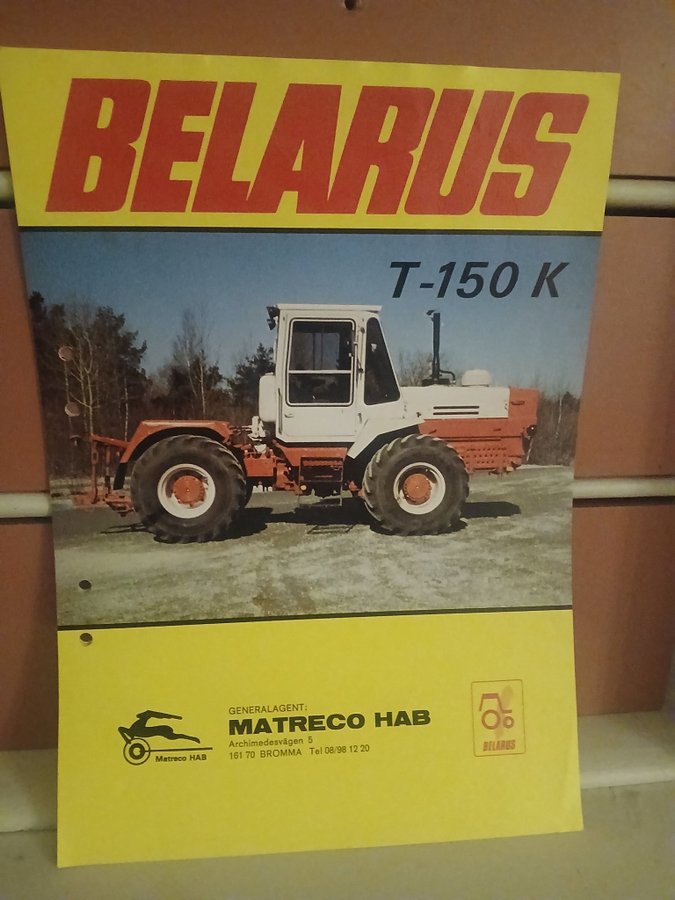 BELARUS
T-150 K
GENERALAGENT:
MATRECO HAB
Archimedesvägen 5
161 70 BROMMA Tel 08/98 12 20
Matreco HAB
BELARUS